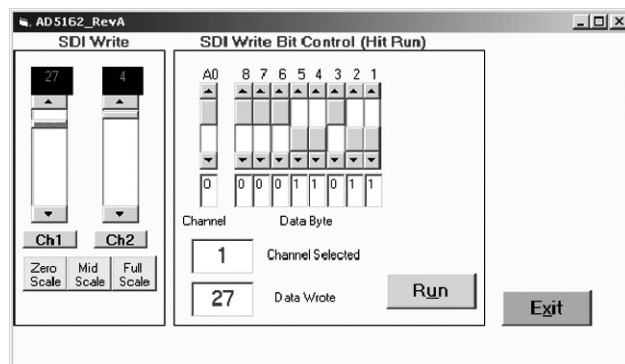 AD5162_RevA
SDI Write
SDI Write Bit Control (Hit Run)
27 4
A0 8 7 6 5 4 3 2 1
0 0 0 0 1 1 0 1 1
Channel Data Byte
Ch1 Ch2
1 Channel Selected
Zero Scale Mid Scale Full Scale
27 Data Wrote
Run
Exit